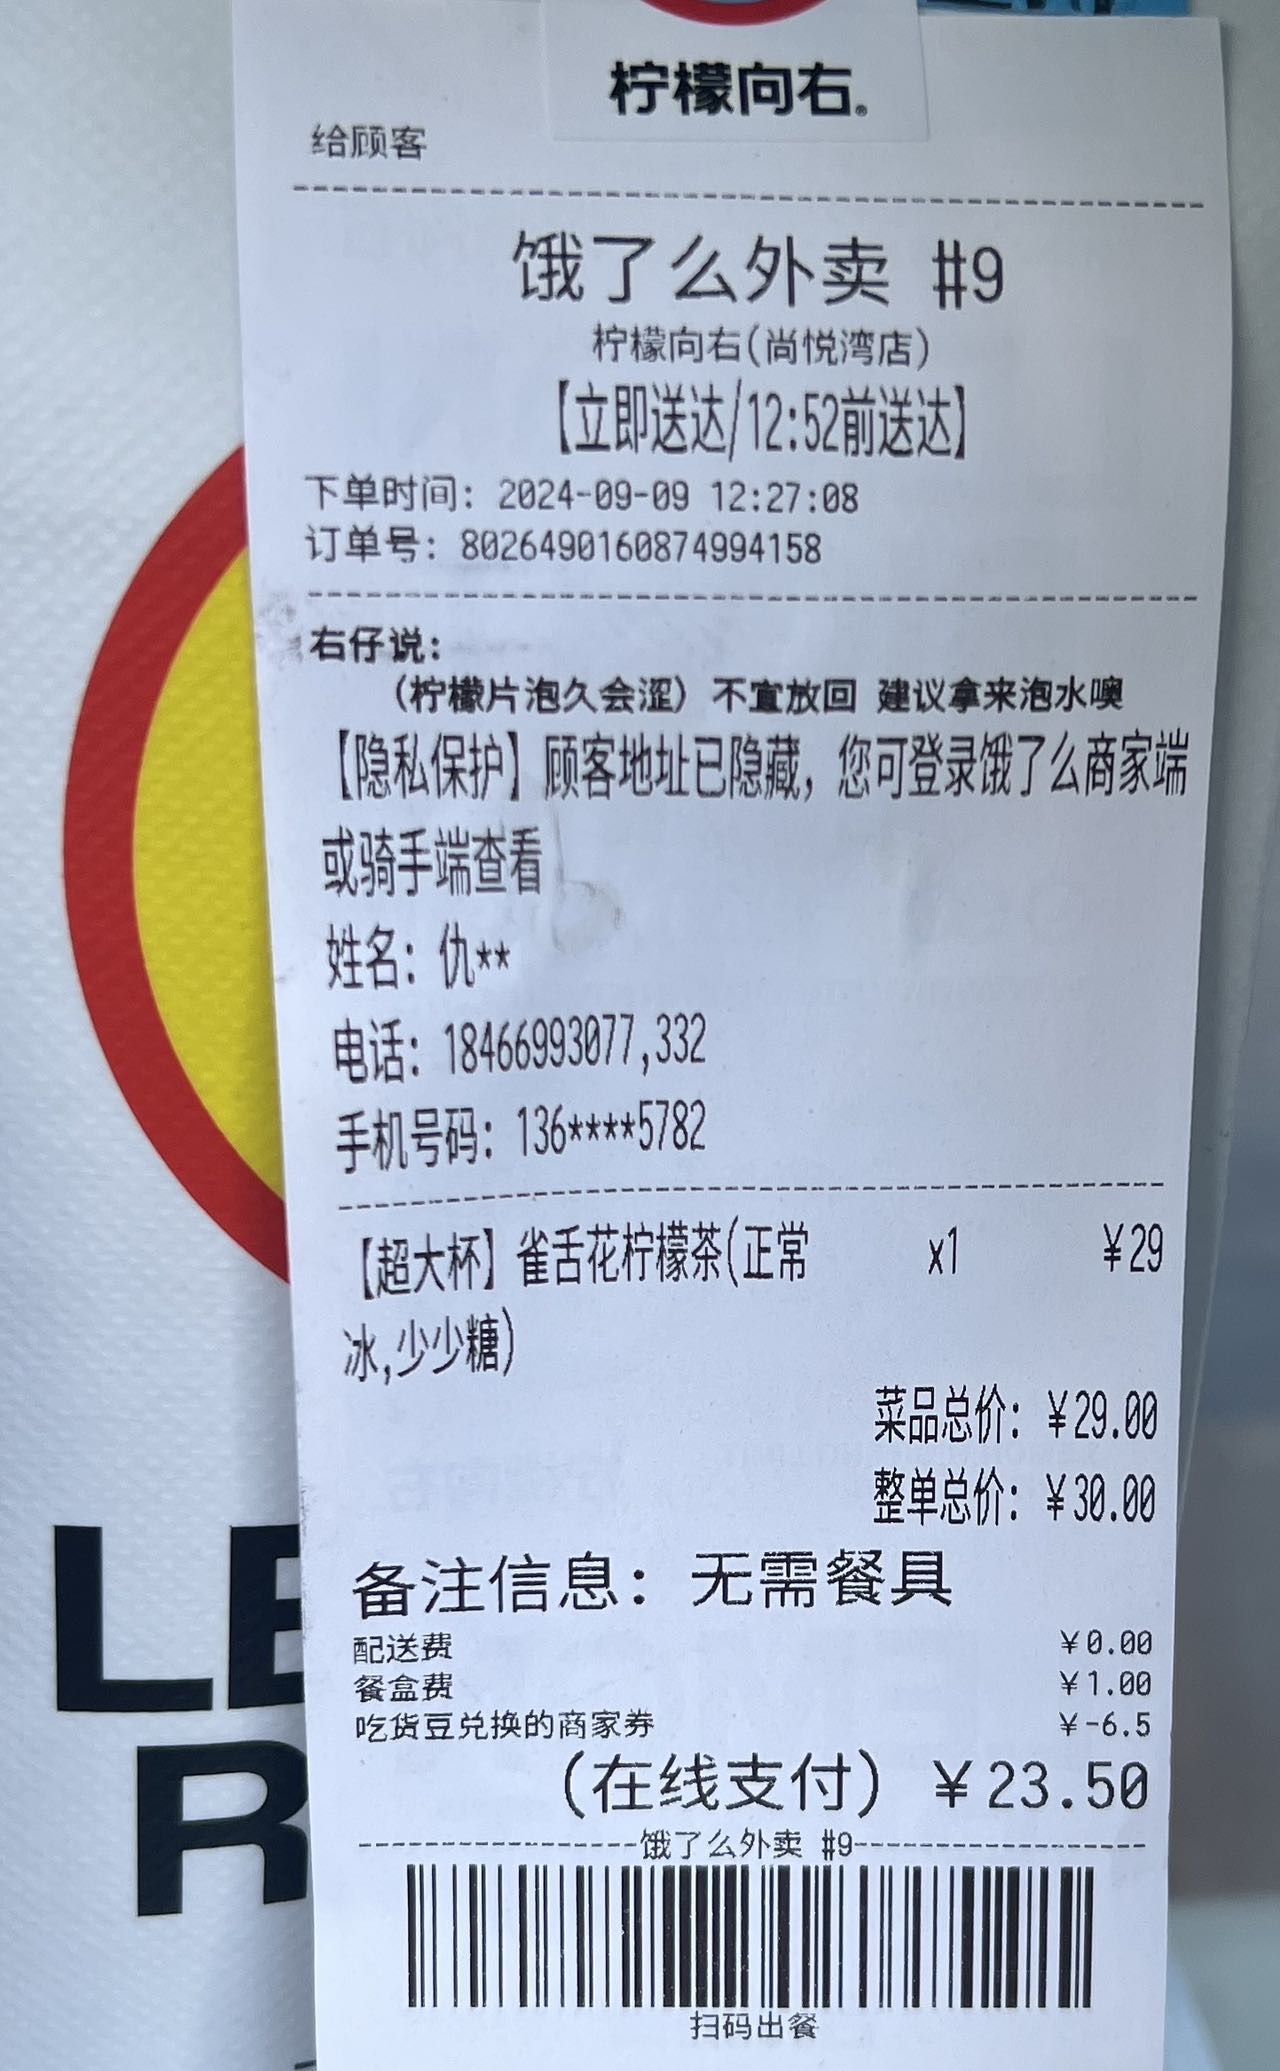 柠檬向右®
给顾客
饿了么外卖 #9
柠檬向右(尚悦湾店)
【立即送达/12:52前送达】
下单时间: 2024-09-09 12:27:08
订单号: 8026490160874994158
右仔说:
(柠檬片泡久会涩) 不宜放回 建议拿来泡水噢
【隐私保护】顾客地址已隐藏, 您可登录饿了么商家端
或骑手端查看
姓名: 仇**
电话: 18466993077,332
手机号码: 136****5782
【超大杯】雀舌花柠檬茶(正常 x1 ¥29
冰,少少糖)
菜品总价: ¥29.00
整单总价: ¥30.00
备注信息: 无需餐具
配送费 ¥0.00
餐盒费 ¥1.00
吃货豆兑换的商家券 ¥-6.5
(在线支付) ¥23.50
饿了么外卖 #9
扫码出餐
LE
R